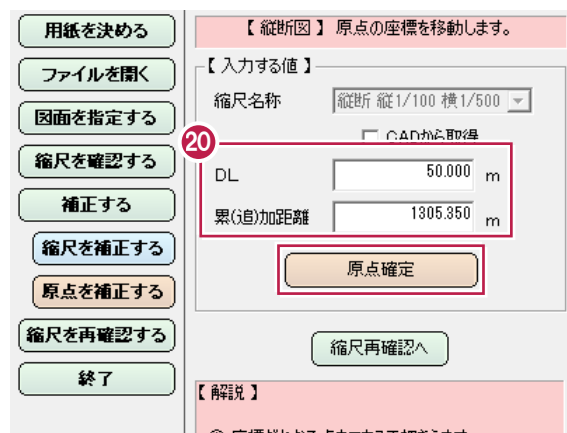 用紙を決める
ファイルを開く
図面を指定する
縮尺を確認する
補正する
縮尺を補正する
原点を補正する
縮尺を再確認する
終了
【 縦断図 】 原点の座標を移動します。
【 入力する値 】
縮尺名称 縦断 縦1/100 横1/500
CADから取得
20
DL 50.000 m
累(追)加距離 1305.350 m
原点確定
縮尺再確認へ
【 解説 】